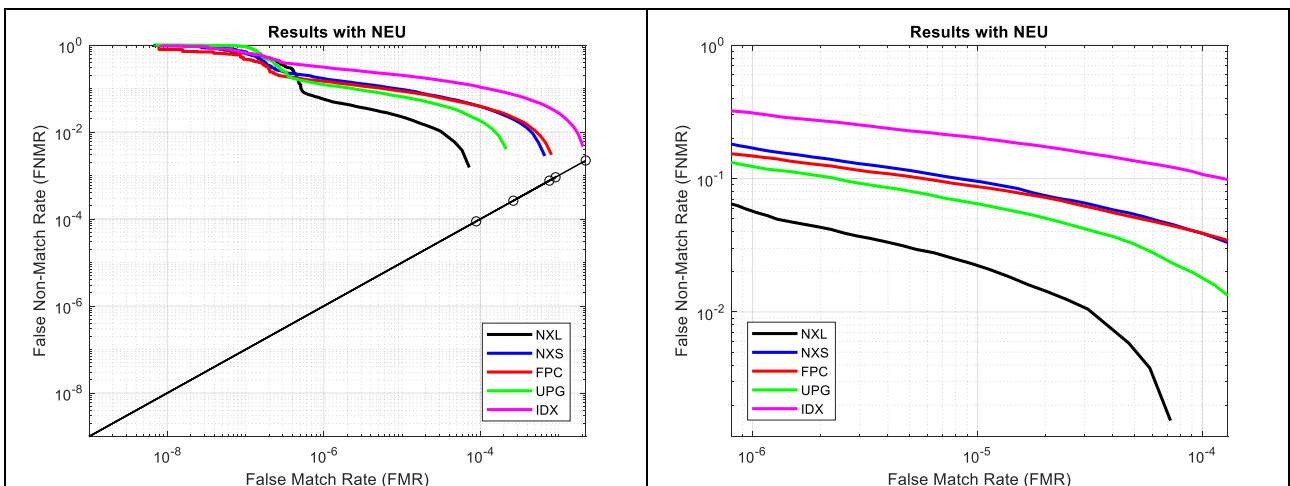 Results with NEU
10^0
10^-2
10^-4
10^-6
10^-8
False Non-Match Rate (FNMR)
NXL
NXS
FPC
UPG
IDX
10^-8
10^-6
10^-4
False Match Rate (FMR)
Results with NEU
10^0
10^-1
10^-2
False Non-Match Rate (FNMR)
NXL
NXS
FPC
UPG
IDX
10^-6
10^-5
10^-4
False Match Rate (FMR)